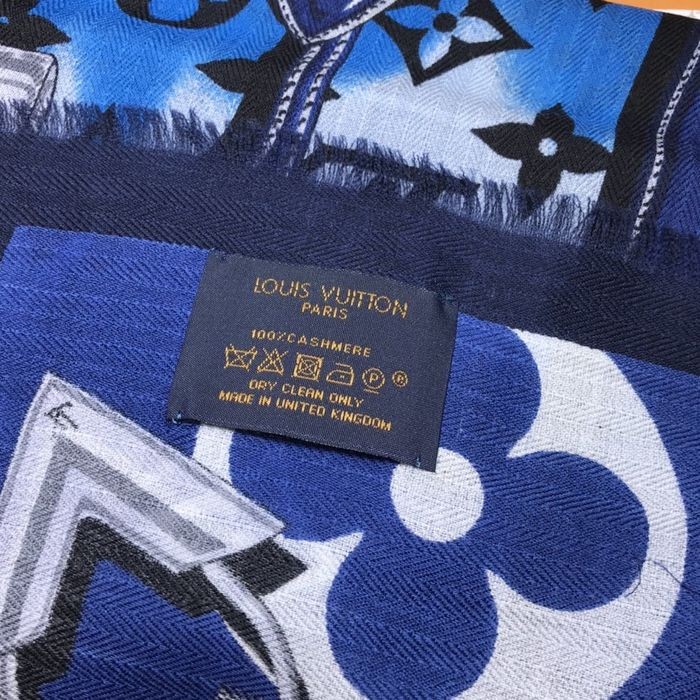 LOUIS VUITTON
PARIS
100%CASHMERE
P ®
DRY CLEAN ONLY
MADE IN UNITED KINGDOM